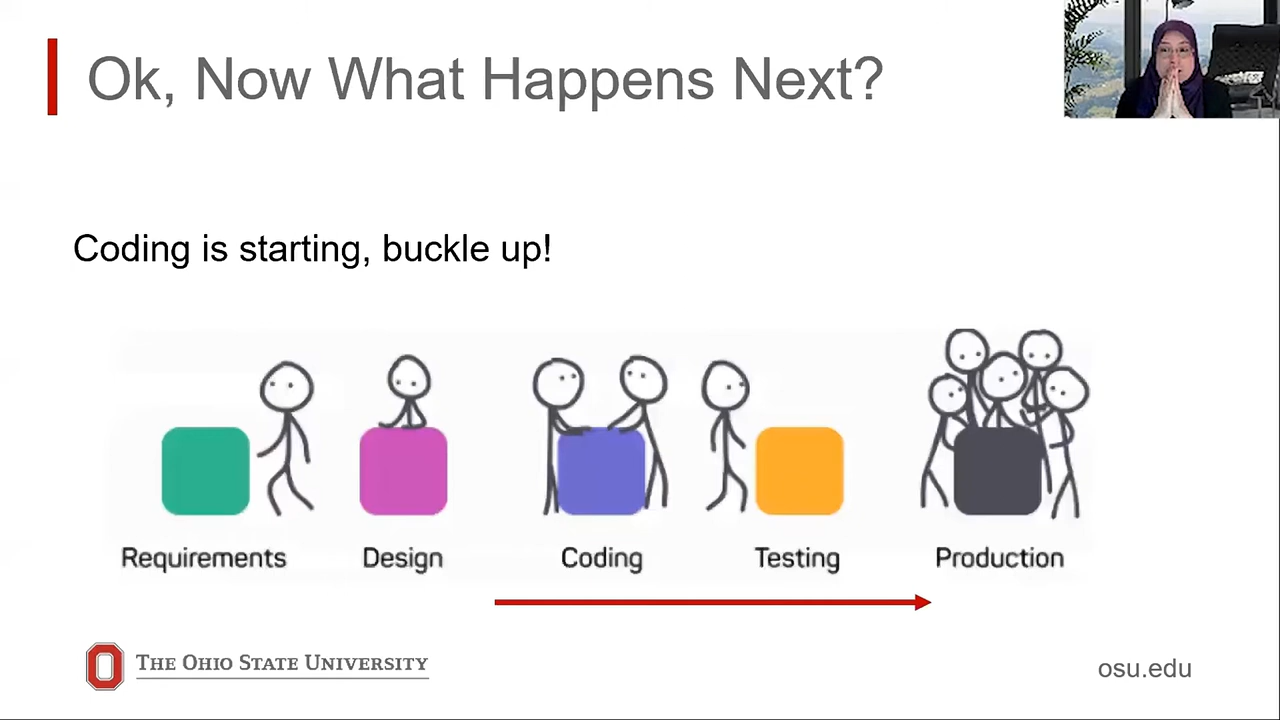 Ok, Now What Happens Next?
Coding is starting, buckle up!
Requirements Design Coding Testing Production
The Ohio State University
osu.edu